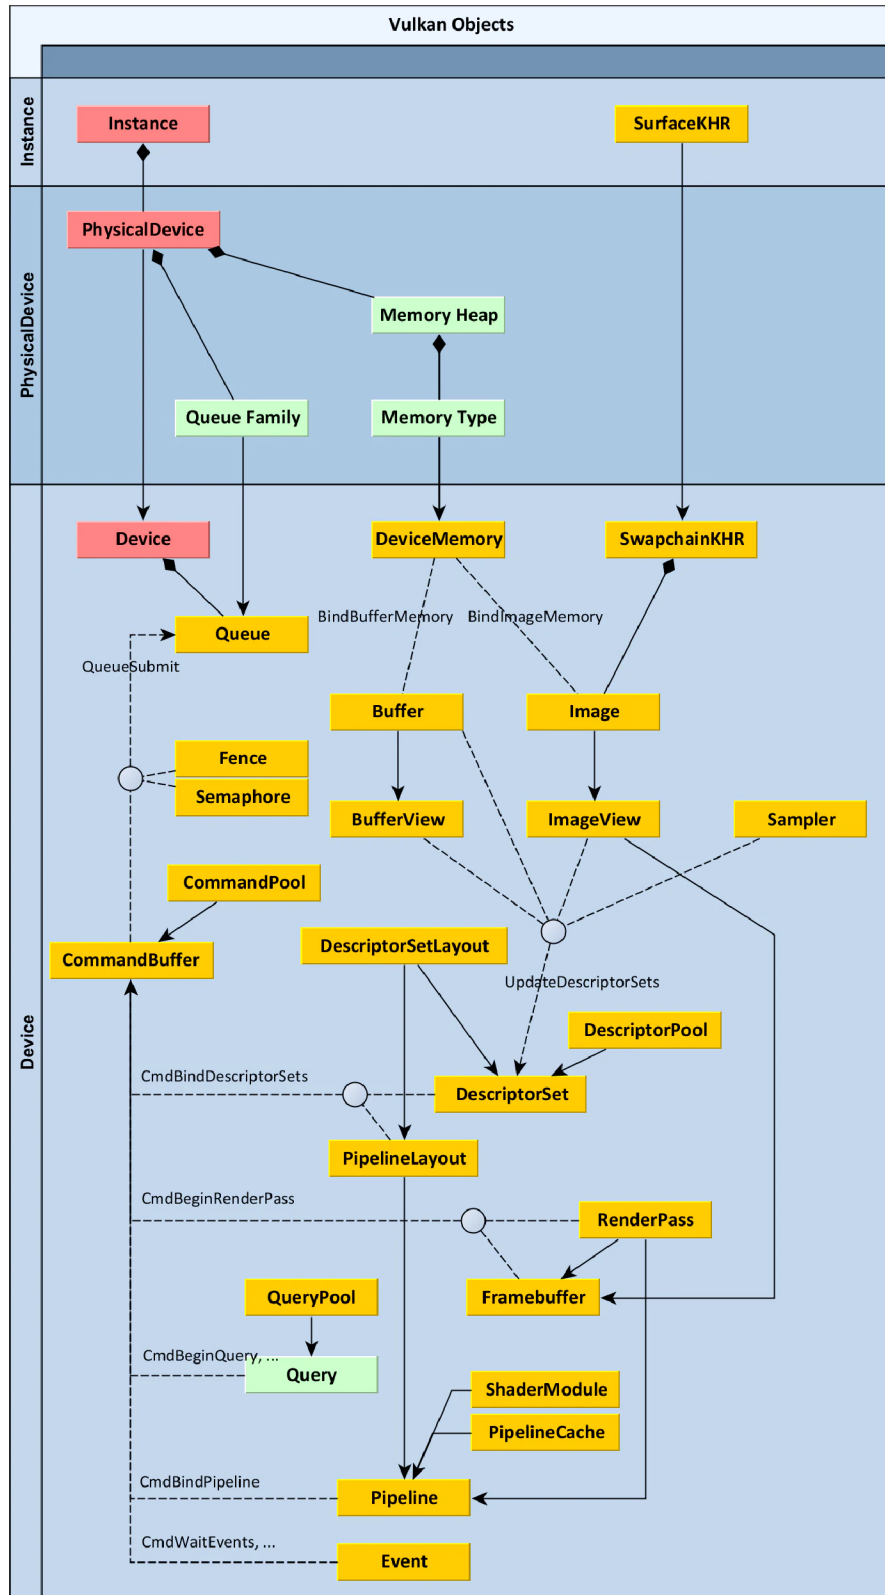 Vulkan Objects
Instance
Instance
SurfaceKHR
PhysicalDevice
PhysicalDevice
Memory Heap
Queue Family
Memory Type
Device
Device
DeviceMemory
SwapchainKHR
BindBufferMemory
BindImageMemory
Queue
QueueSubmit
Buffer
Image
Fence
Semaphore
BufferView
ImageView
Sampler
CommandPool
CommandBuffer
DescriptorSetLayout
UpdateDescriptorSets
DescriptorPool
CmdBindDescriptorSets
DescriptorSet
PipelineLayout
CmdBeginRenderPass
RenderPass
QueryPool
Framebuffer
CmdBeginQuery, ...
Query
ShaderModule
PipelineCache
CmdBindPipeline
Pipeline
CmdWaitEvents, ...
Event